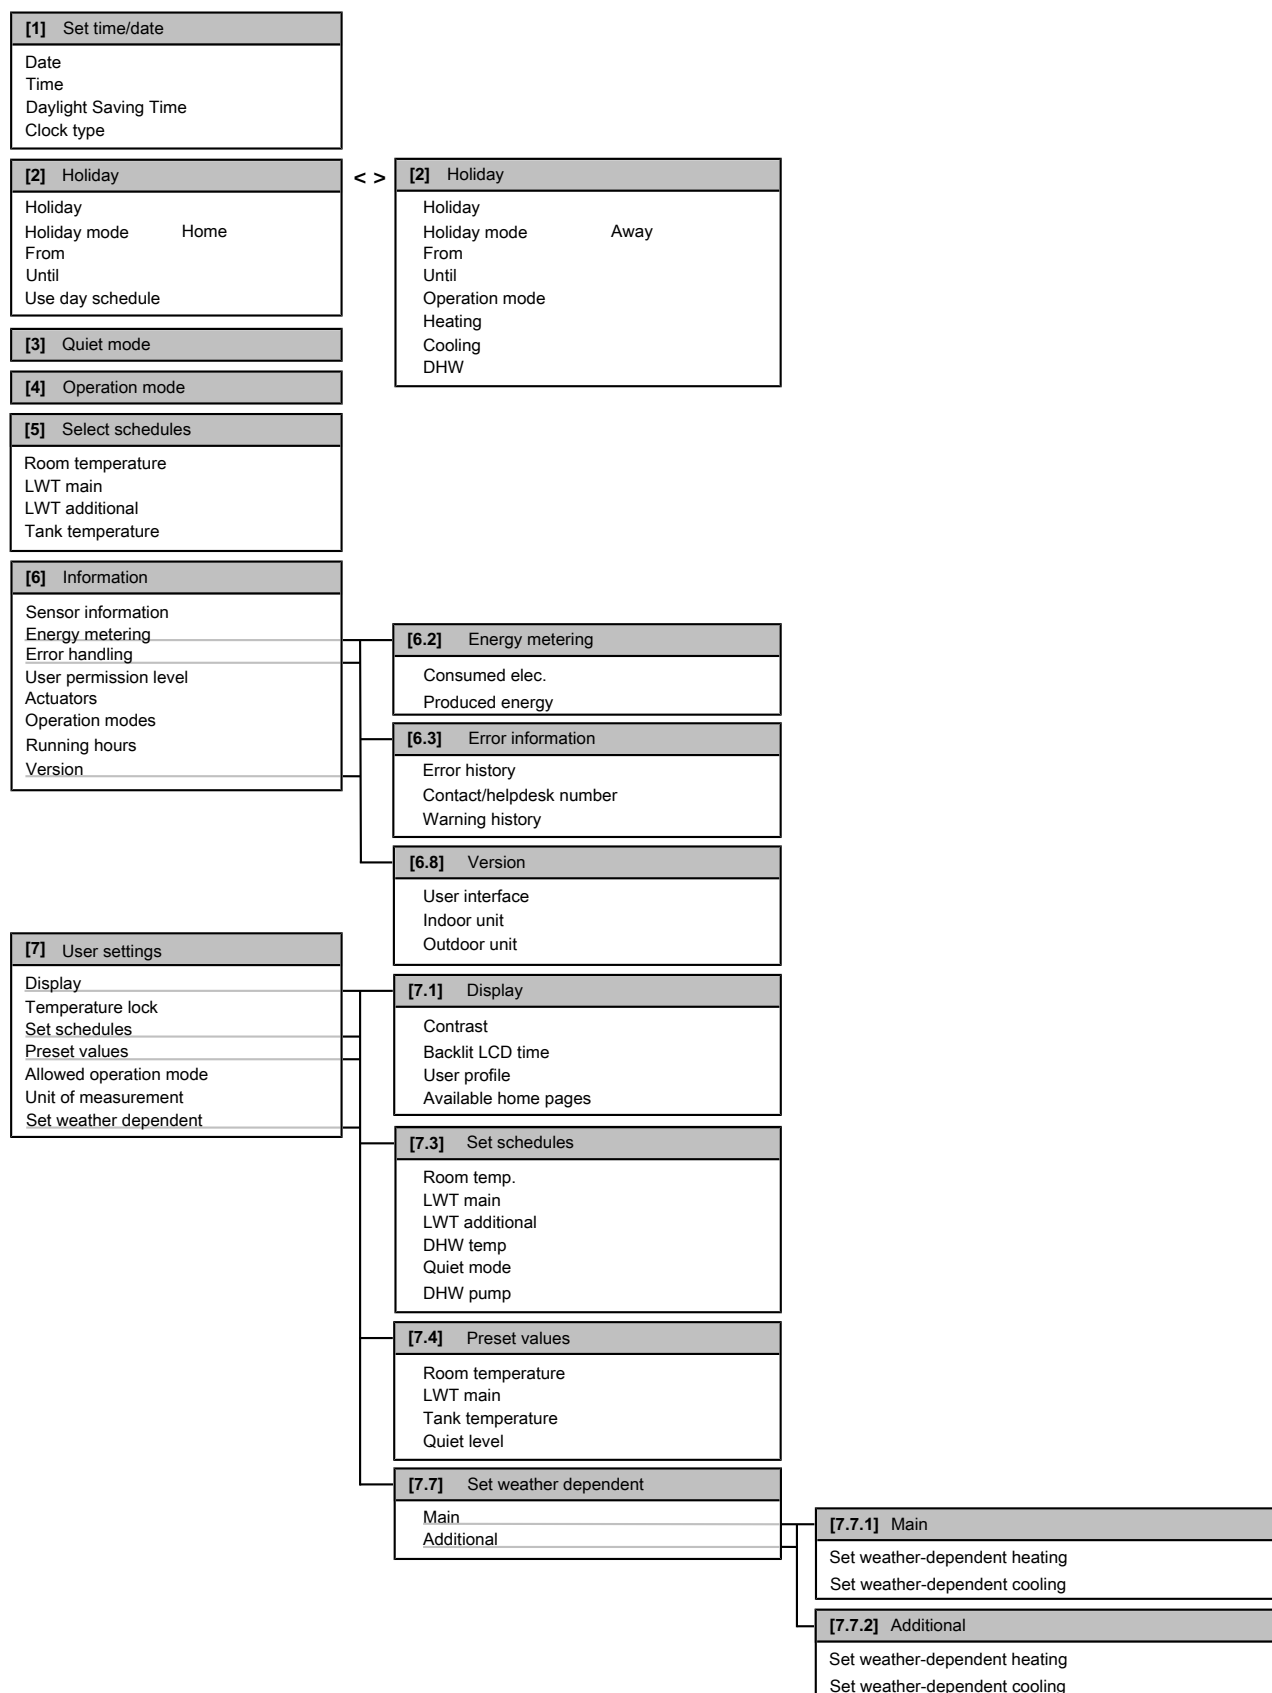 [1] Set time/date
Date
Time
Daylight Saving Time
Clock type
[2] Holiday
Holiday
Holiday mode Home
From
Until
Use day schedule
< >
[2] Holiday
Holiday
Holiday mode Away
From
Until
Operation mode
Heating
Cooling
DHW
[3] Quiet mode
[4] Operation mode
[5] Select schedules
Room temperature
LWT main
LWT additional
Tank temperature
[6] Information
Sensor information
Energy metering
Error handling
User permission level
Actuators
Operation modes
Running hours
Version
[6.2] Energy metering
Consumed elec.
Produced energy
[6.3] Error information
Error history
Contact/helpdesk number
Warning history
[6.8] Version
User interface
Indoor unit
Outdoor unit
[7] User settings
Display
Temperature lock
Set schedules
Preset values
Allowed operation mode
Unit of measurement
Set weather dependent
[7.1] Display
Contrast
Backlit LCD time
User profile
Available home pages
[7.3] Set schedules
Room temp.
LWT main
LWT additional
DHW temp
Quiet mode
DHW pump
[7.4] Preset values
Room temperature
LWT main
Tank temperature
Quiet level
[7.7] Set weather dependent
Main
Additional
[7.7.1] Main
Set weather-dependent heating
Set weather-dependent cooling
[7.7.2] Additional
Set weather-dependent heating
Set weather-dependent cooling